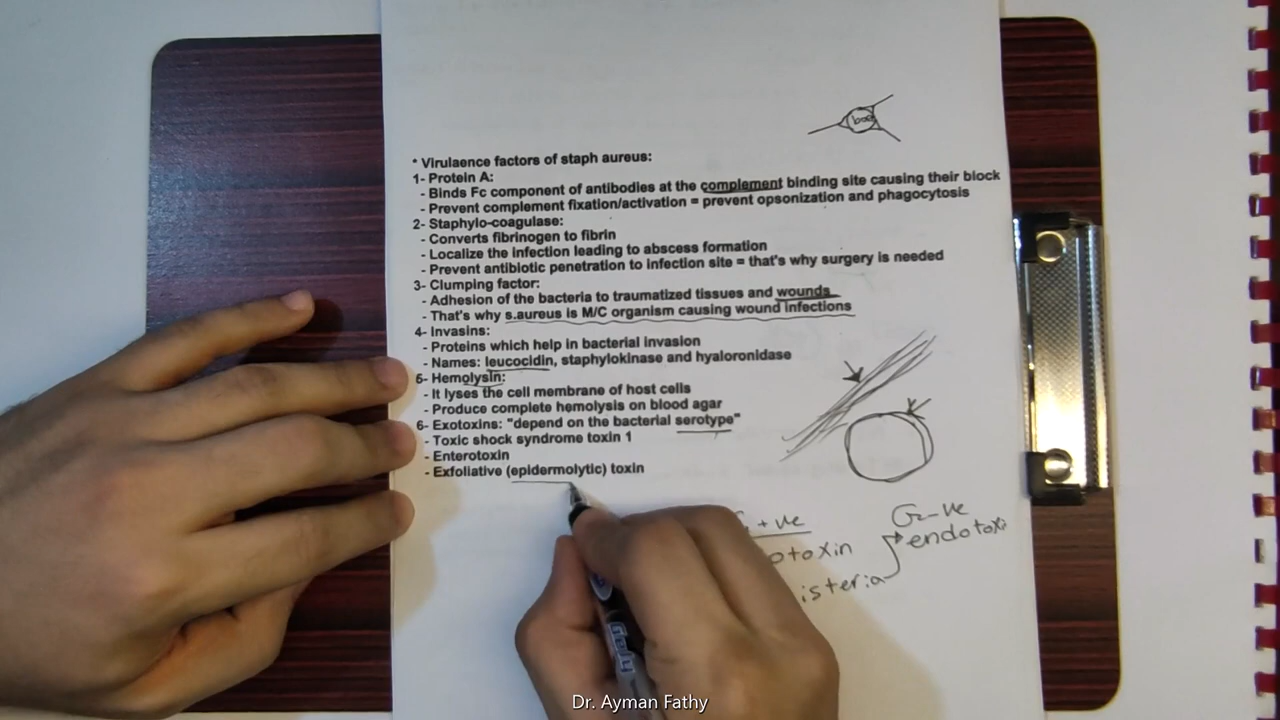 bact
* Virulaence factors of staph aureus:
1- Protein A:
- Binds Fc component of antibodies at the complement binding site causing their block
- Prevent complement fixation/activation = prevent opsonization and phagocytosis
2- Staphylo-coagulase:
- Converts fibrinogen to fibrin
- Localize the infection leading to abscess formation
- Prevent antibiotic penetration to infection site = that's why surgery is needed
3- Clumping factor:
- Adhesion of the bacteria to traumatized tissues and wounds
- That's why s.aureus is M/C organism causing wound infections
4- Invasins:
- Proteins which help in bacterial invasion
- Names: leucocidin, staphylokinase and hyaloronidase
5- Hemolysin:
- It lyses the cell membrane of host cells
- Produce complete hemolysis on blood agar
6- Exotoxins: "depend on the bacterial serotype"
- Toxic shock syndrome toxin 1
- Enterotoxin
- Exfoliative (epidermolytic) toxin
+ ve G-ve
otoxin endotoxi
isteria
Dr. Ayman Fathy